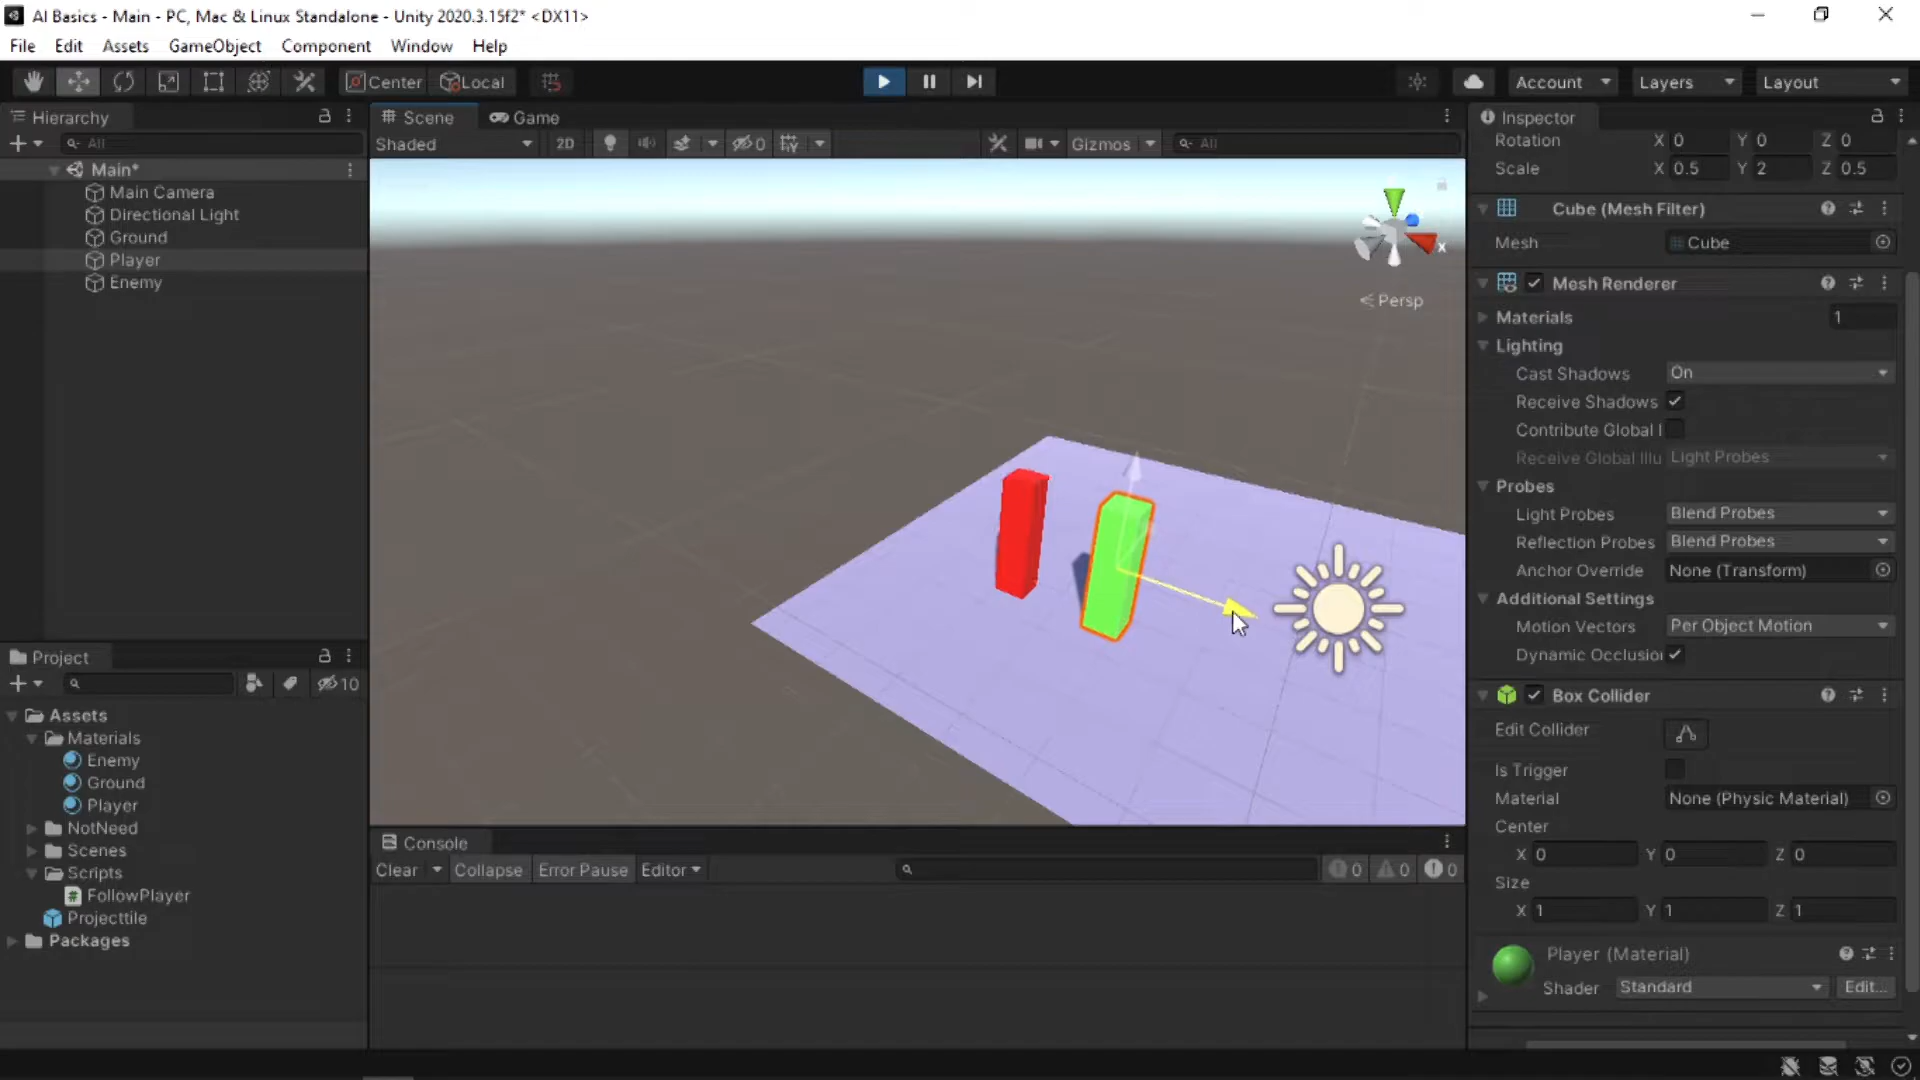 AI Basics - Main - PC, Mac & Linux Standalone - Unity 2020.3.15f2* <DX11>
File Edit Assets GameObject Component Window Help
Center Local Account Layers Layout
Hierarchy
All
Main*
Main Camera
Directional Light
Ground
Player
Enemy
Project
10
Assets
Materials
Enemy
Ground
Player
NotNeed
Scenes
Scripts
FollowPlayer
Projecttile
Packages
Scene Game
Shaded 2D 0 Gizmos All
x
Persp
Console
Clear Collapse Error Pause Editor 0 0 0
Inspector
Rotation X 0 Y 0 Z 0
Scale X 0.5 Y 2 Z 0.5
Cube (Mesh Filter)
Mesh Cube
Mesh Renderer
Materials 1
Lighting
Cast Shadows On
Receive Shadows
Contribute Global I
Receive Global Illu Light Probes
Probes
Light Probes Blend Probes
Reflection Probes Blend Probes
Anchor Override None (Transform)
Additional Settings
Motion Vectors Per Object Motion
Dynamic Occlusion
Box Collider
Edit Collider
Is Trigger
Material None (Physic Material)
Center
X 0 Y 0 Z 0
Size
X 1 Y 1 Z 1
Player (Material)
Shader Standard Edit...